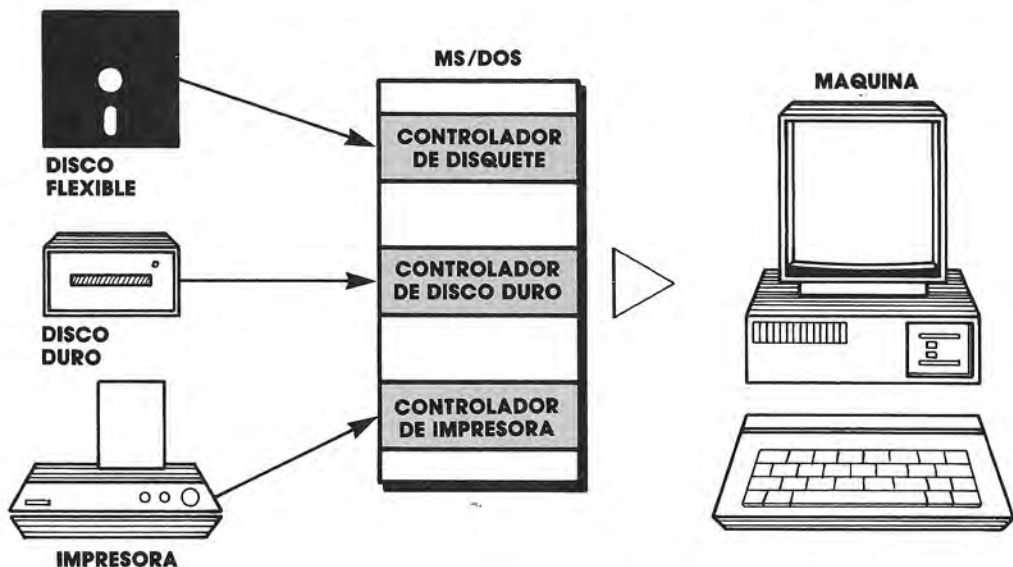 DISCO
FLEXIBLE
DISCO
DURO
IMPRESORA
MS/DOS
CONTROLADOR
DE DISQUETE
CONTROLADOR
DE DISCO DURO
CONTROLADOR
DE IMPRESORA
MAQUINA